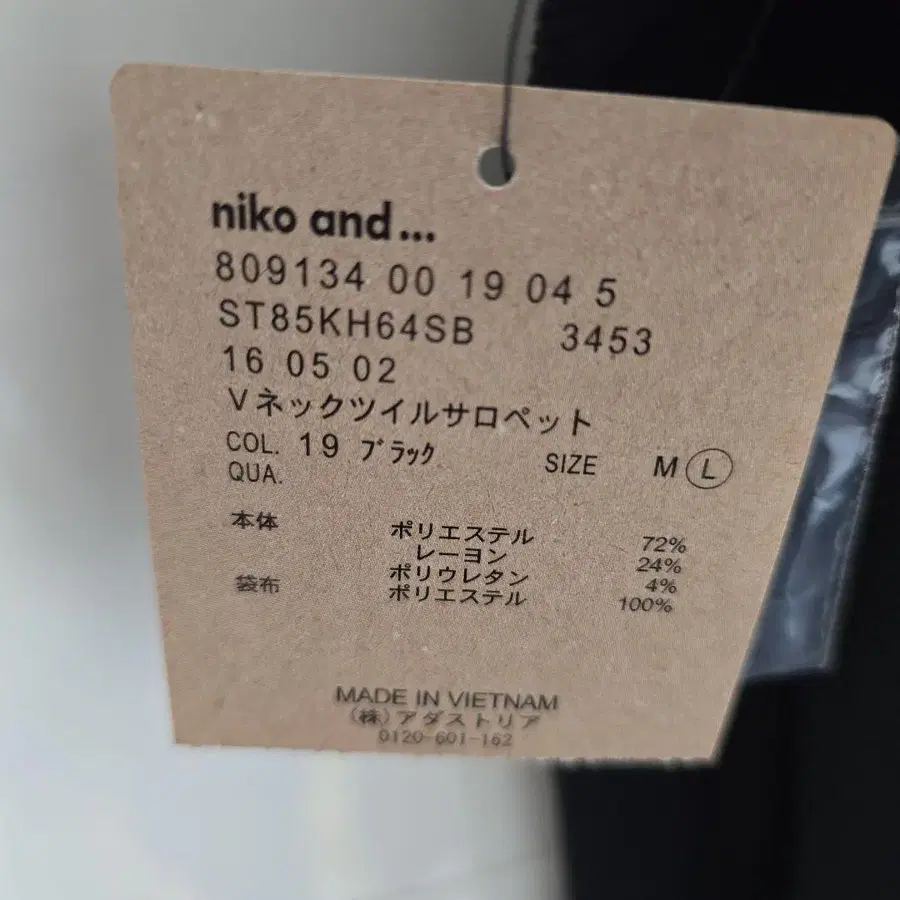 niko and...
809134 00 19 04 5
ST85KH64SB 3453
16 05 02
Vネックツイルサロペット
COL. 19 ブラック SIZE M L
QUA.
本体 ポリエステル 72%
レーヨン 24%
ポリウレタン 4%
袋布 ポリエステル 100%
MADE IN VIETNAM
(株)アダストリア
0120-601-162